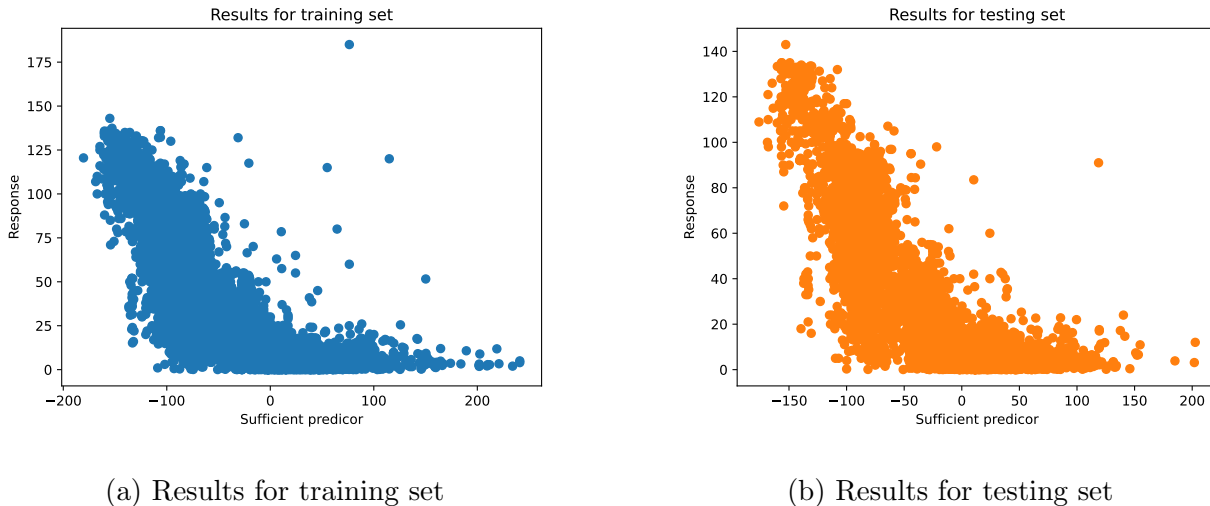 Results for training set
Response
175
150
125
100
75
50
25
0
−200 −100 0 100 200
Sufficient predicor
(a) Results for training set
Results for testing set
Response
140
120
100
80
60
40
20
0
−150 −100 −50 0 50 100 150 200
Sufficient predicor
(b) Results for testing set